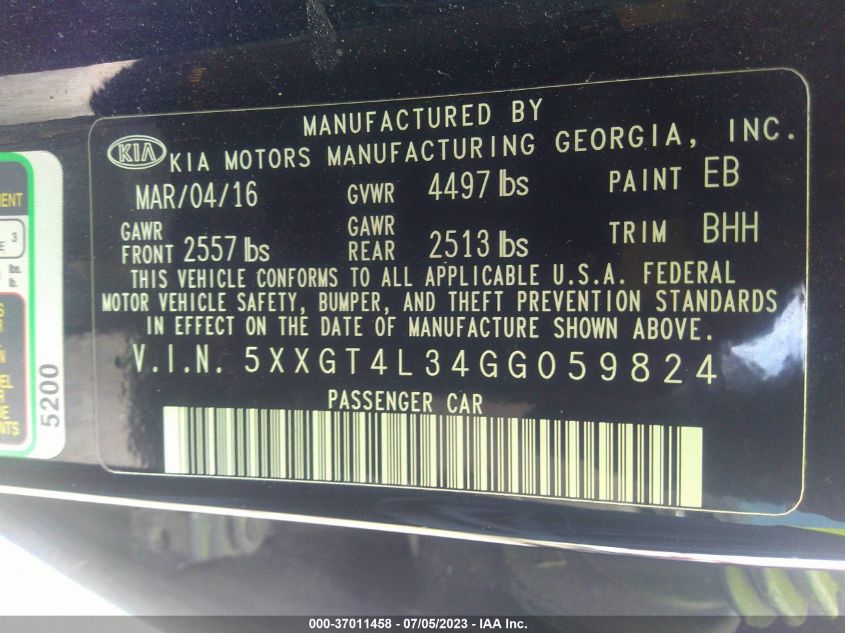 MANUFACTURED BY
KIA KIA MOTORS MANUFACTURING GEORGIA, INC.
MAR/04/16 GVWR 4497 lbs PAINT EB
GAWR FRONT 2557 lbs GAWR REAR 2513 lbs TRIM BHH
THIS VEHICLE CONFORMS TO ALL APPLICABLE U.S.A. FEDERAL
MOTOR VEHICLE SAFETY, BUMPER, AND THEFT PREVENTION STANDARDS
IN EFFECT ON THE DATE OF MANUFACTURE SHOWN ABOVE.
V.I.N. 5XXGT4L34GG059824
PASSENGER CAR
3
lbs.
lb.
5200
000-37011458 - 07/05/2023 - IAA Inc.